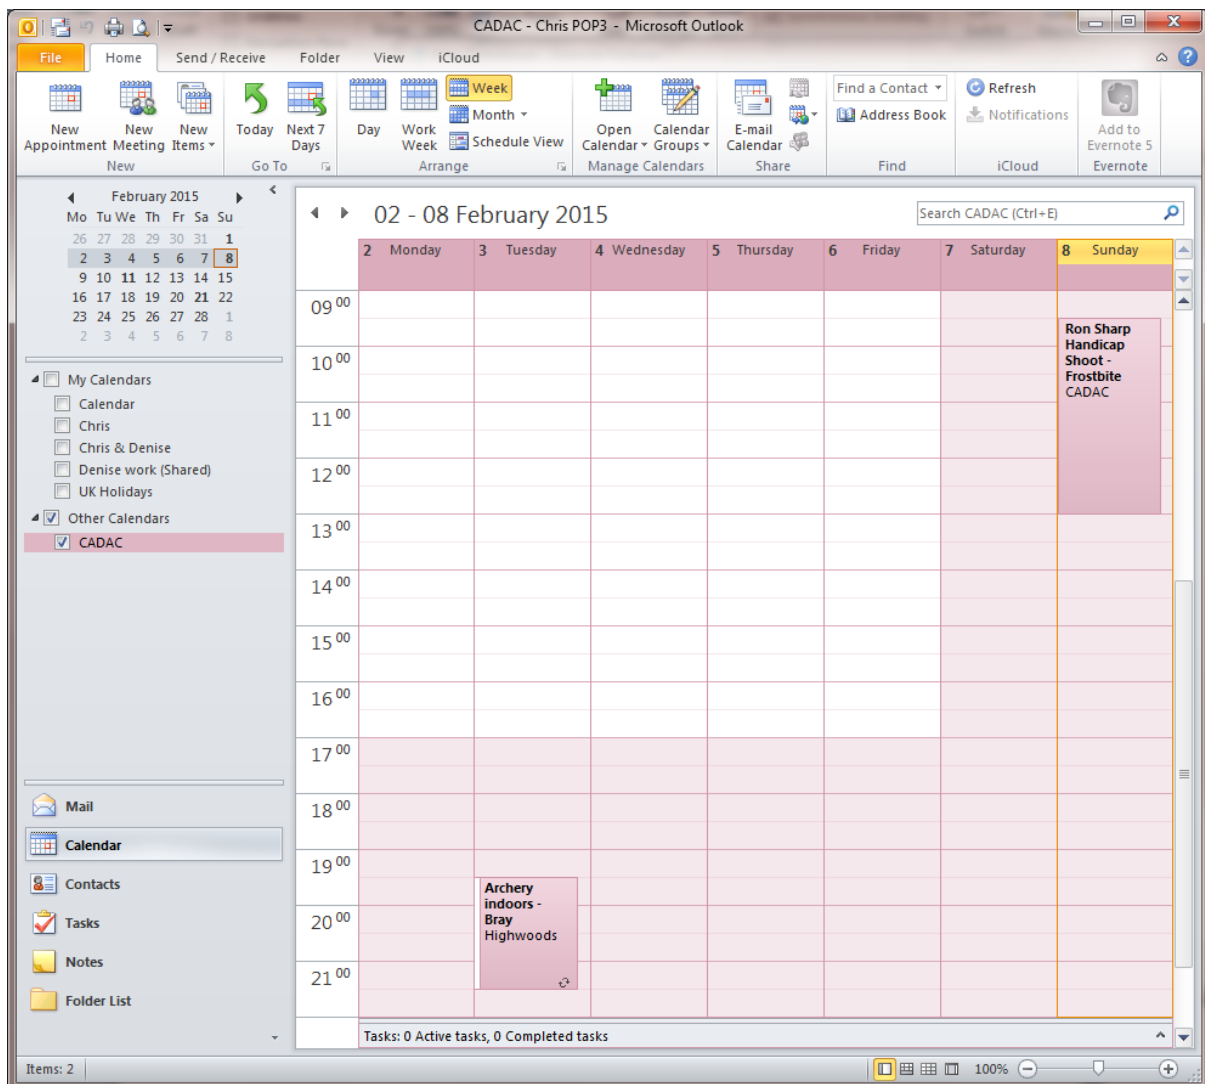 CADAC - Chris POP3 - Microsoft Outlook
File Home Send / Receive Folder View iCloud
New Appointment
New Meeting
New Items
New
Today
Next 7 Days
Go To
Day
Work Week
Week
Month
Schedule View
Arrange
Open Calendar
Calendar Groups
Manage Calendars
E-mail Calendar
Share
Find a Contact
Address Book
Find
Refresh
Notifications
iCloud
Add to Evernote 5
Evernote
February 2015
Mo Tu We Th Fr Sa Su
26 27 28 29 30 31 1
2 3 4 5 6 7 8
9 10 11 12 13 14 15
16 17 18 19 20 21 22
23 24 25 26 27 28 1
2 3 4 5 6 7 8
My Calendars
Calendar
Chris
Chris & Denise
Denise work (Shared)
UK Holidays
Other Calendars
CADAC
Mail
Calendar
Contacts
Tasks
Notes
Folder List
02 - 08 February 2015
Search CADAC (Ctrl+E)
2 Monday 3 Tuesday 4 Wednesday 5 Thursday 6 Friday 7 Saturday 8 Sunday
09 00
Ron Sharp
Handicap
Shoot -
Frostbite
CADAC
10 00
11 00
12 00
13 00
14 00
15 00
16 00
17 00
18 00
19 00
Archery
indoors -
Bray
Highwoods
20 00
21 00
Tasks: 0 Active tasks, 0 Completed tasks
Items: 2
100%